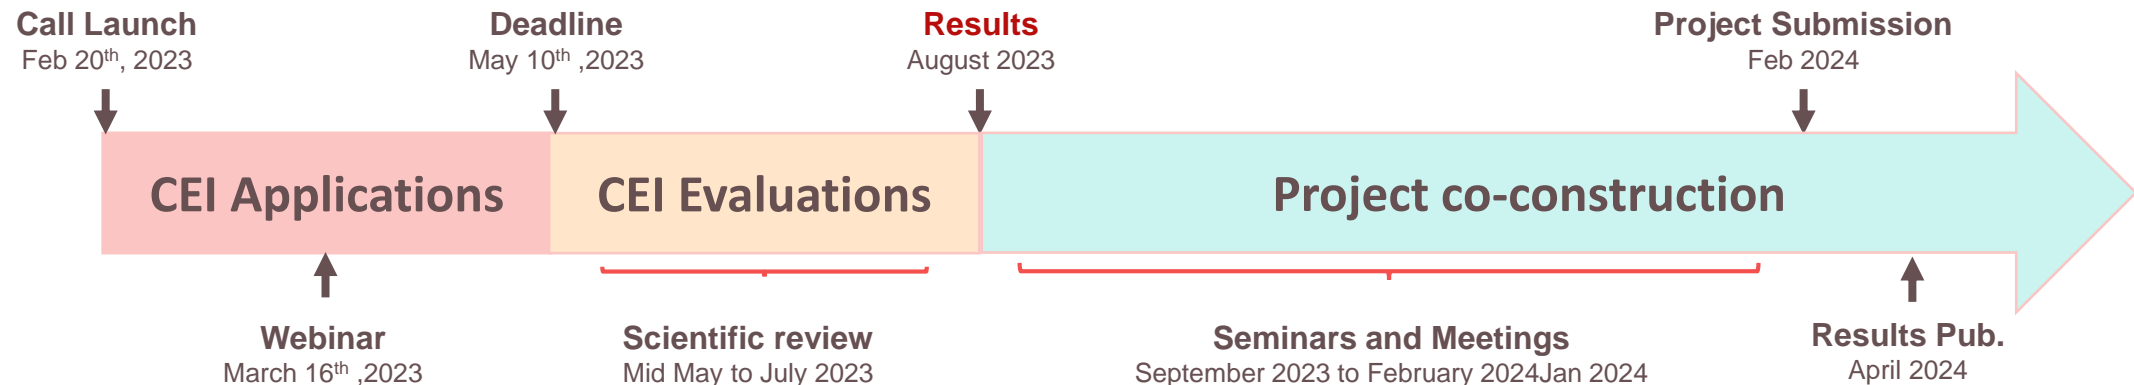 Call Launch
Feb 20th, 2023
Deadline
May 10th ,2023
Results
August 2023
Project Submission
Feb 2024
CEI Applications
CEI Evaluations
Project co-construction
Webinar
March 16th ,2023
Scientific review
Mid May to July 2023
Seminars and Meetings
September 2023 to February 2024Jan 2024
Results Pub.
April 2024